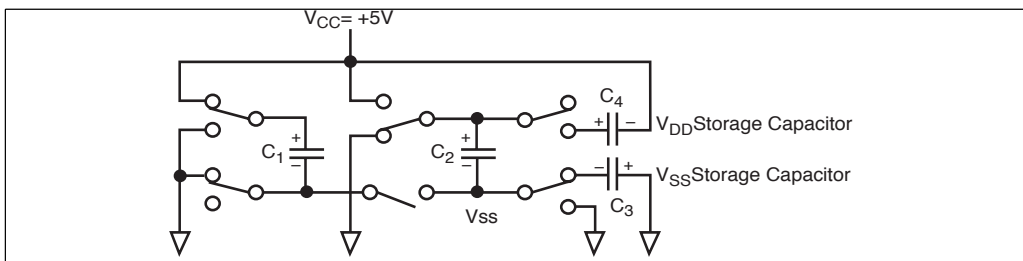 VCC= +5V
C4
+ −
VDDStorage Capacitor
+
C1
−
+
C2
−
− +
VSSStorage Capacitor
C3
Vss